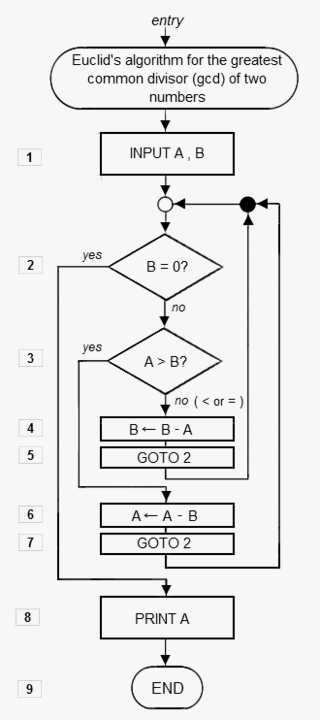 entry
Euclid's algorithm for the greatest
common divisor (gcd) of two
numbers
1
INPUT A , B
2
yes
B = 0?
no
3
yes
A > B?
no ( < or = )
4
B ← B - A
5
GOTO 2
6
A ← A - B
7
GOTO 2
8
PRINT A
9
END